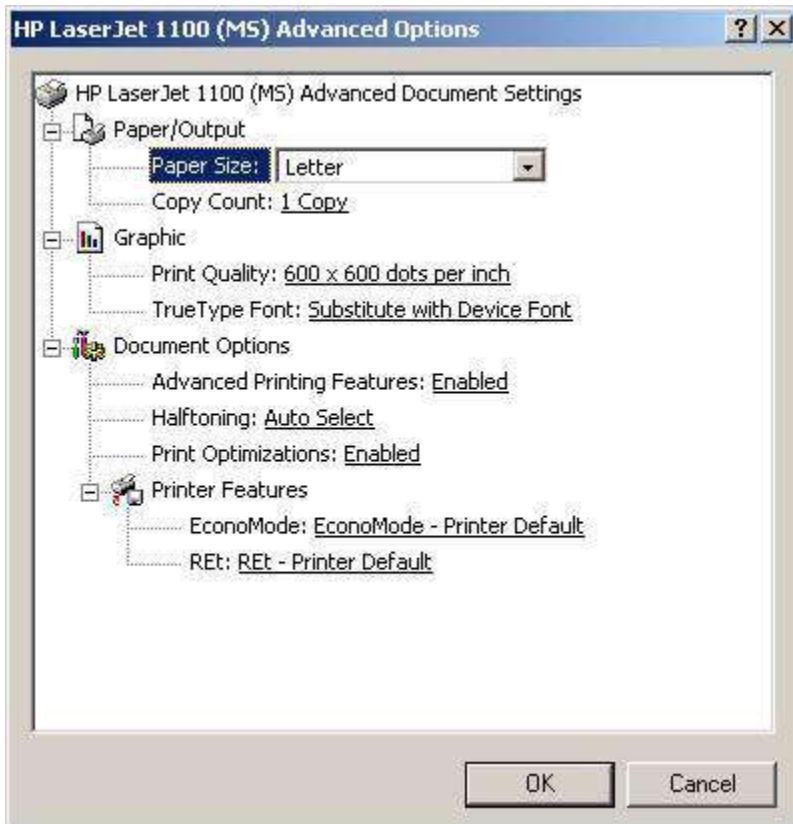 HP LaserJet 1100 (MS) Advanced Options
HP LaserJet 1100 (MS) Advanced Document Settings
Paper/Output
Paper Size: Letter
Copy Count: 1 Copy
Graphic
Print Quality: 600 x 600 dots per inch
TrueType Font: Substitute with Device Font
Document Options
Advanced Printing Features: Enabled
Halftoning: Auto Select
Print Optimizations: Enabled
Printer Features
EconoMode: EconoMode - Printer Default
REt: REt - Printer Default
OK Cancel